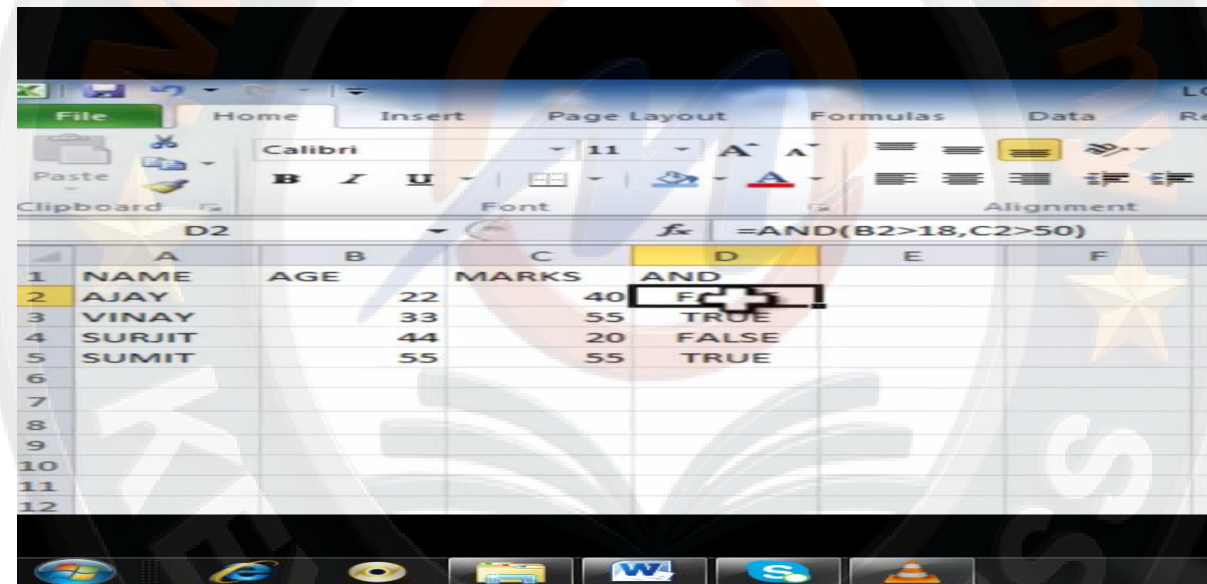 LO
File Home Insert Page Layout Formulas Data Re
Paste Calibri 11 A A
B I U A
Clipboard Font Alignment
D2 fx =AND(B2>18,C2>50)
A B C D E F
1 NAME AGE MARKS AND
2 AJAY 22 40
3 VINAY 33 55 TRUE
4 SURJIT 44 20 FALSE
5 SUMIT 55 55 TRUE
6
7
8
9
10
11
12